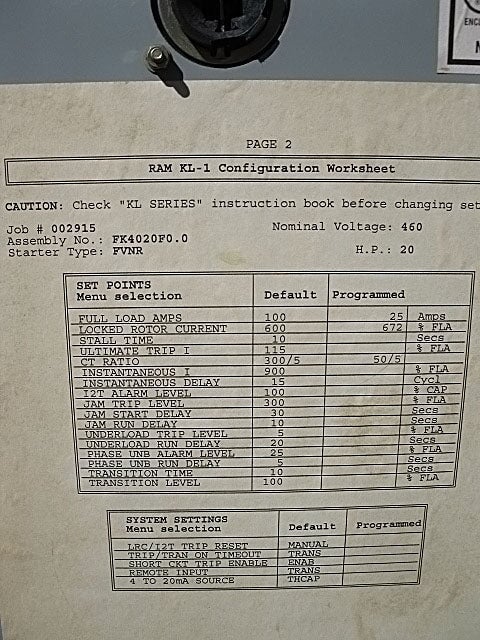 ENCL
PAGE 2
RAM KL-1 Configuration Worksheet
CAUTION: Check "KL SERIES" instruction book before changing set
Job # 002915 Nominal Voltage: 460
Assembly No.: FK4020F0.0
Starter Type: FVNR H.P.: 20
SET POINTS
Menu selection Default Programmed
FULL LOAD AMPS 100 25 Amps
LOCKED ROTOR CURRENT 600 672 % FLA
STALL TIME 10 Secs
ULTIMATE TRIP I 115 % FLA
CT RATIO 300/5 50/5
INSTANTANEOUS I 900 % FLA
INSTANTANEOUS DELAY 15 Cycl
I2T ALARM LEVEL 100 % CAP
JAM TRIP LEVEL 300 % FLA
JAM START DELAY 30 Secs
JAM RUN DELAY 10 Secs
UNDERLOAD TRIP LEVEL 5 % FLA
UNDERLOAD RUN DELAY 20 Secs
PHASE UNB ALARM LEVEL 25 % FLA
PHASE UNB RUN DELAY 5 Secs
TRANSITION TIME 10 Secs
TRANSITION LEVEL 100 % FLA
SYSTEM SETTINGS
Menu selection Default Programmed
LRC/I2T TRIP RESET MANUAL
TRIP/TRAN ON TIMEOUT TRANS
SHORT CKT TRIP ENABLE ENAB
REMOTE INPUT TRANS
4 TO 20mA SOURCE THCAP